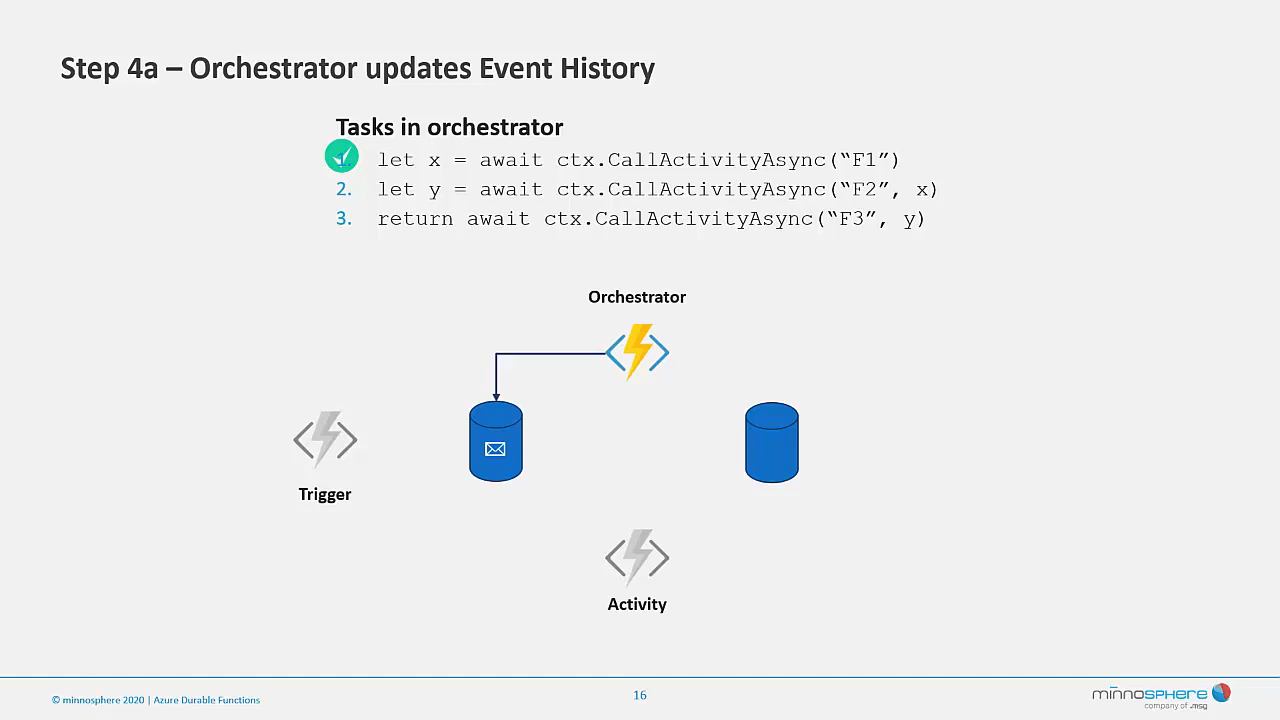 Step 4a – Orchestrator updates Event History
Tasks in orchestrator
1. let x = await ctx.CallActivityAsync(“F1”)
2. let y = await ctx.CallActivityAsync(“F2”, x)
3. return await ctx.CallActivityAsync(“F3”, y)
Orchestrator
Trigger
Activity
© minnosphere 2020 | Azure Durable Functions
16
minnosphere
company of .msg